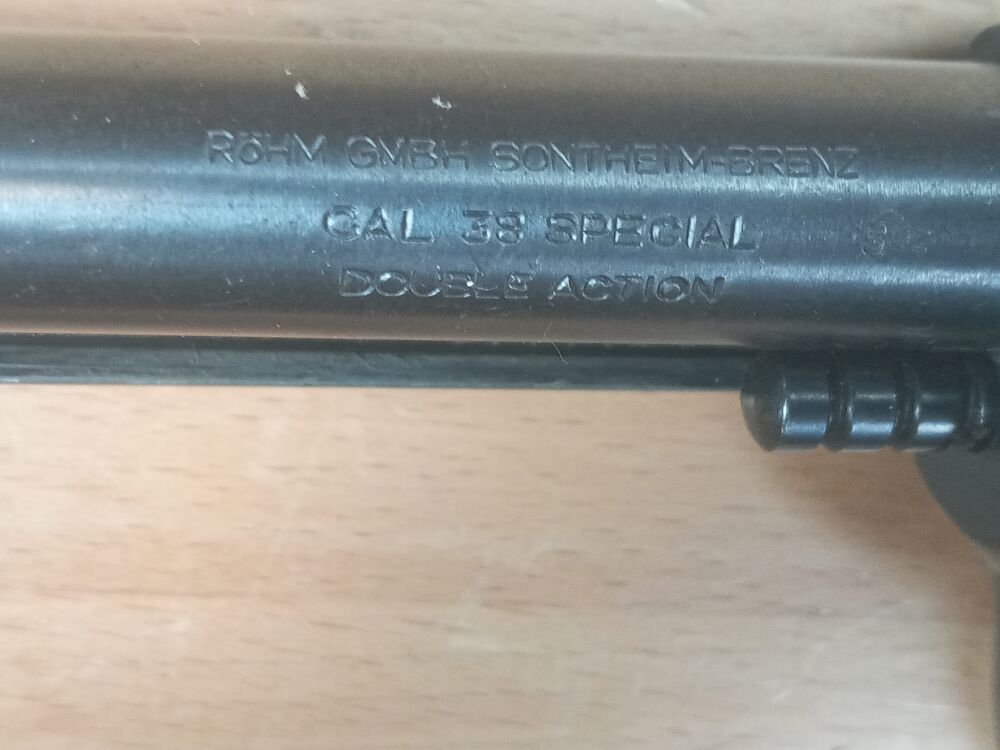 RöHM GMBH SONTHEIM-BRENZ
CAL 38 SPECIAL
DOUBLE ACTION